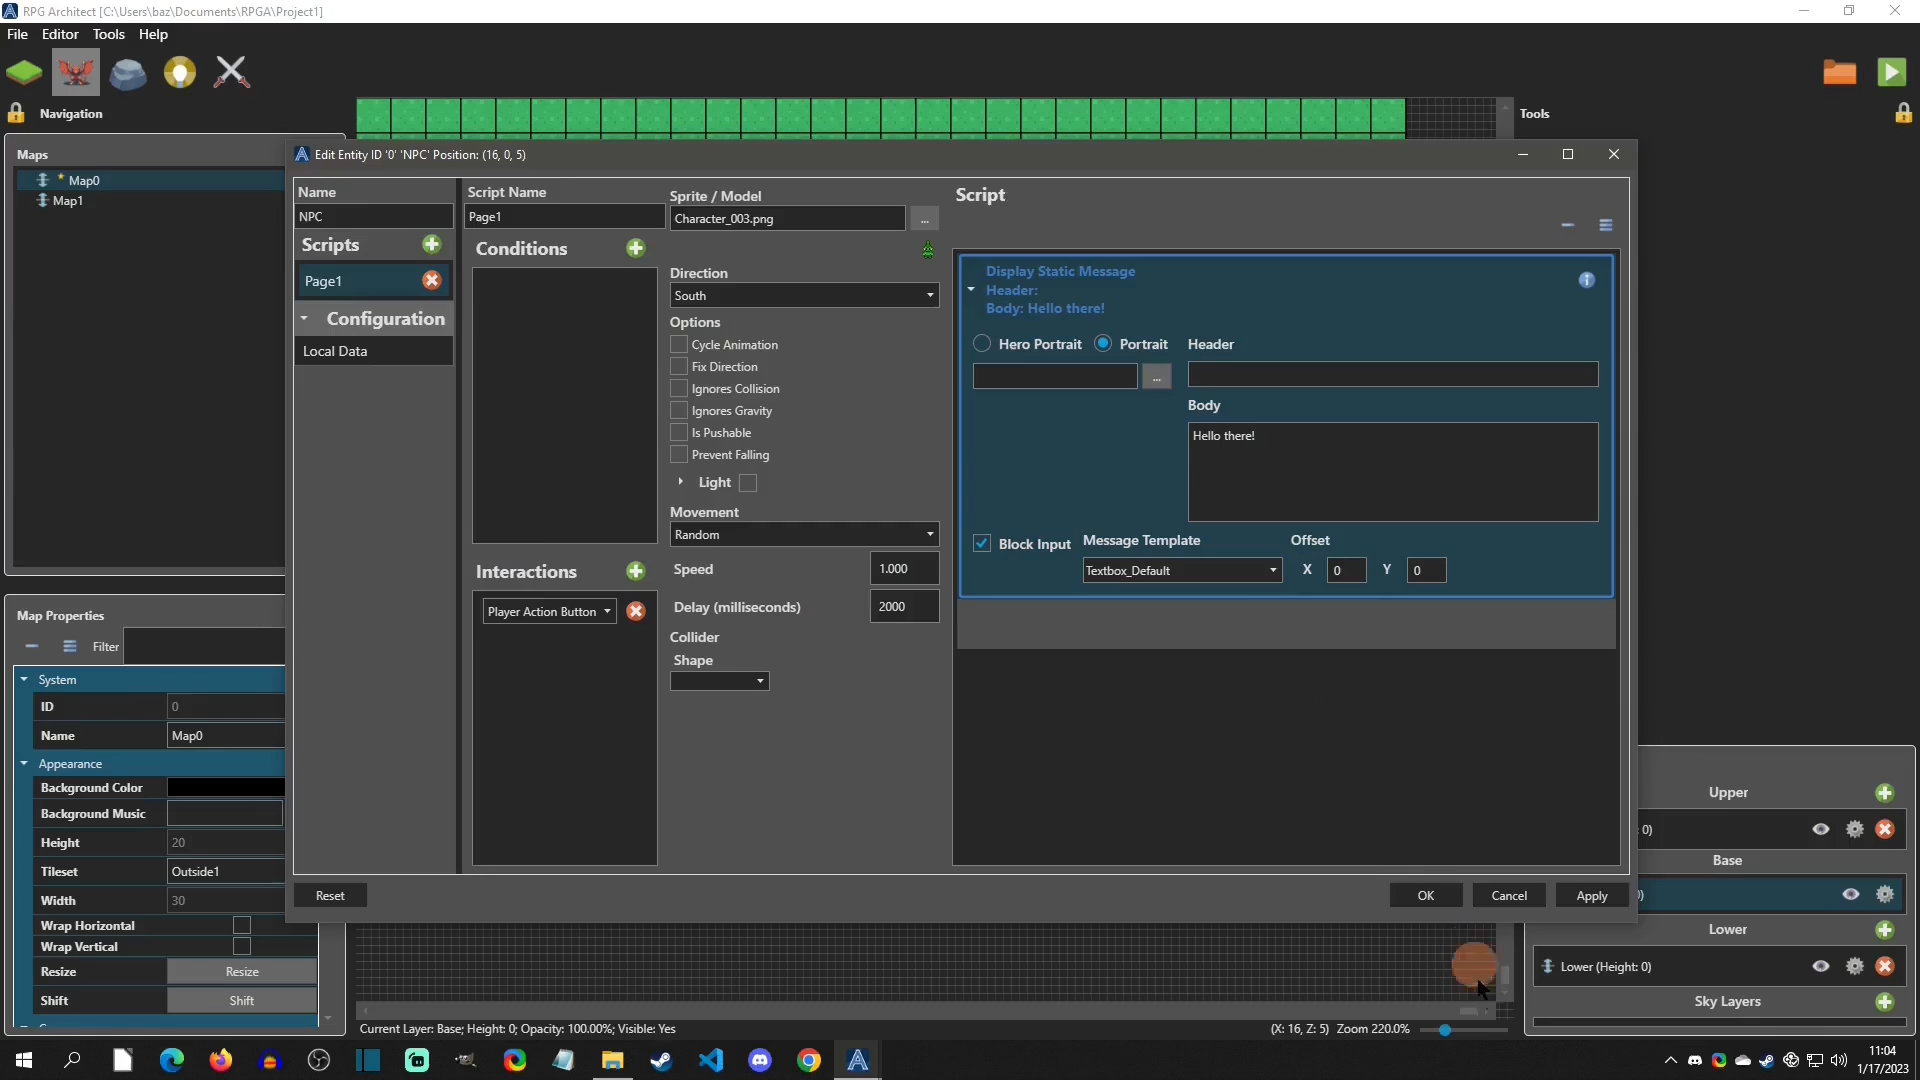 RPG Architect [C:\Users\baz\Documents\RPGA\Project1]
File Editor Tools Help
Navigation
Tools
Maps
* Map0
Map1
Map Properties
Filter
System
ID 0
Name Map0
Appearance
Background Color
Background Music
Height 20
Tileset Outside1
Width 30
Wrap Horizontal
Wrap Vertical
Resize Resize
Shift Shift
Edit Entity ID '0' 'NPC' Position: (16, 0, 5)
Name
NPC
Scripts
Page1
Configuration
Local Data
Script Name
Page1
Conditions
Interactions
Player Action Button
Sprite / Model
Character_003.png
...
Direction
South
Options
Cycle Animation
Fix Direction
Ignores Collision
Ignores Gravity
Is Pushable
Prevent Falling
Light
Movement
Random
Speed 1.000
Delay (milliseconds) 2000
Collider
Shape
Script
Display Static Message
Header:
Body: Hello there!
Hero Portrait Portrait Header
...
Body
Hello there!
Block Input Message Template Offset
Textbox_Default X 0 Y 0
Reset OK Cancel Apply
Upper
: 0)
Base
)
Lower
Lower (Height: 0)
Sky Layers
Current Layer: Base; Height: 0; Opacity: 100.00%; Visible: Yes
(X: 16, Z: 5) Zoom 220.0%
11:04
1/17/2023